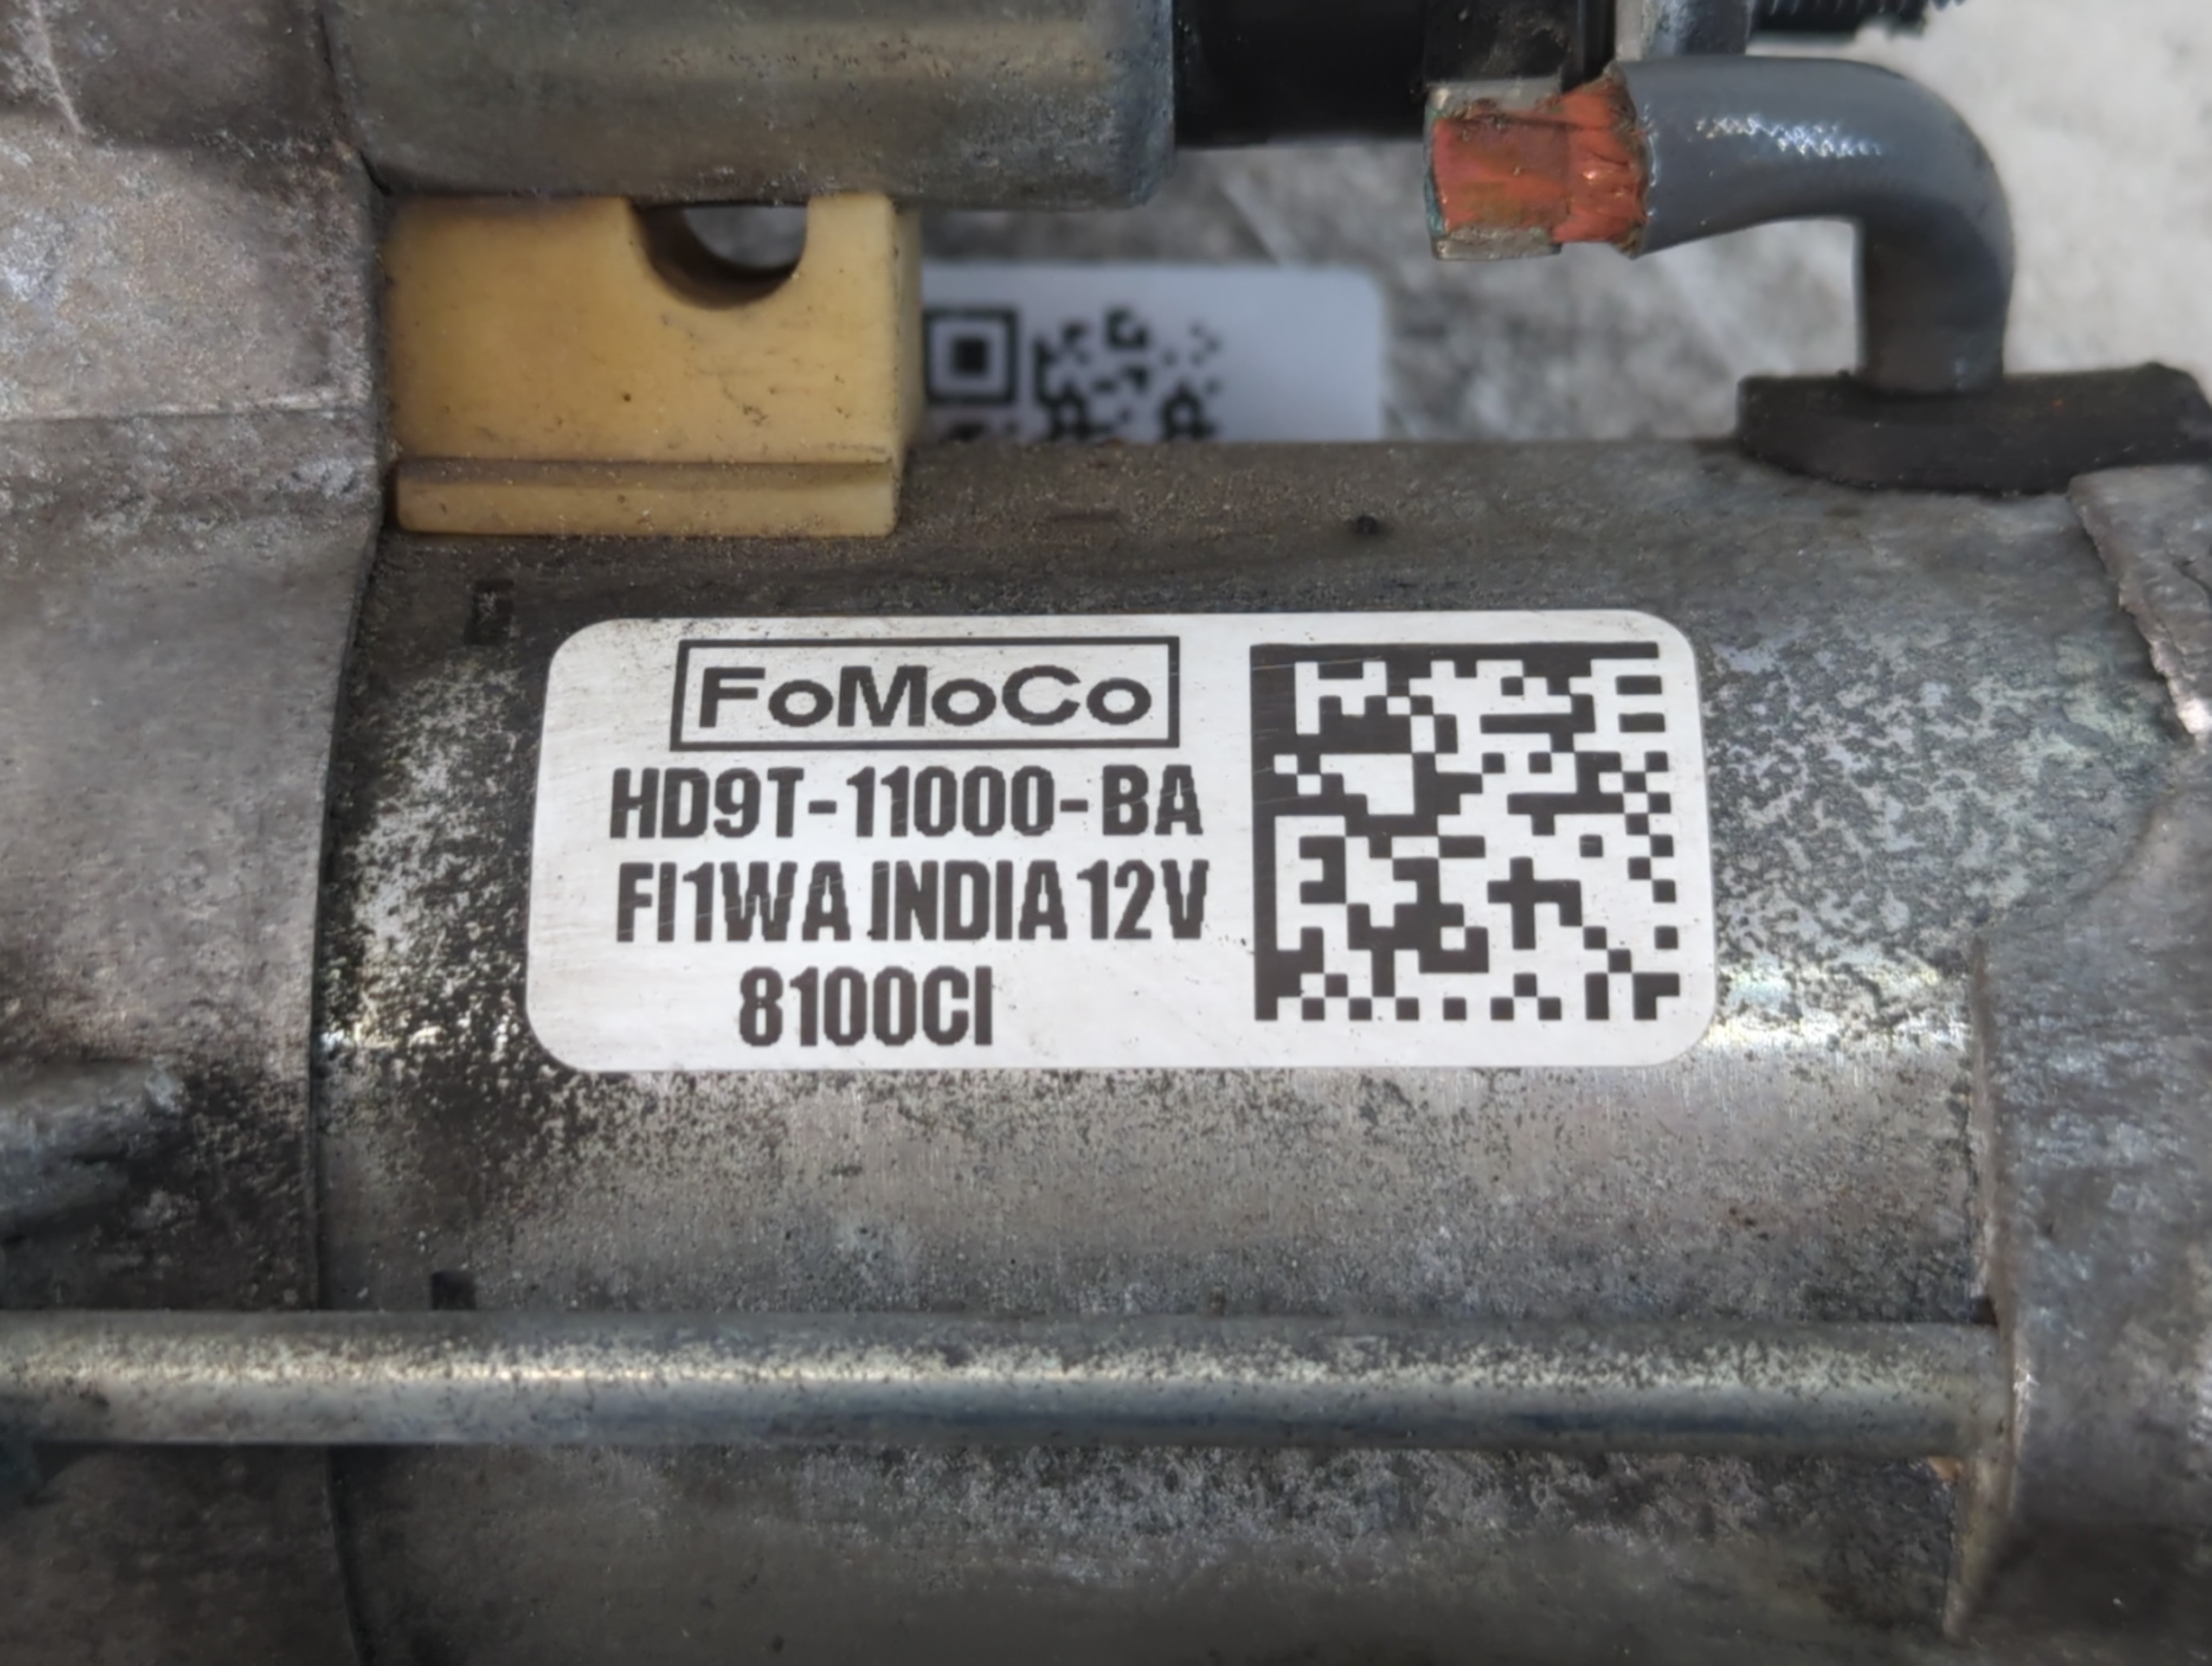 FoMoCo
HD9T-11000-BA
FI1WA INDIA 12V
8100CI